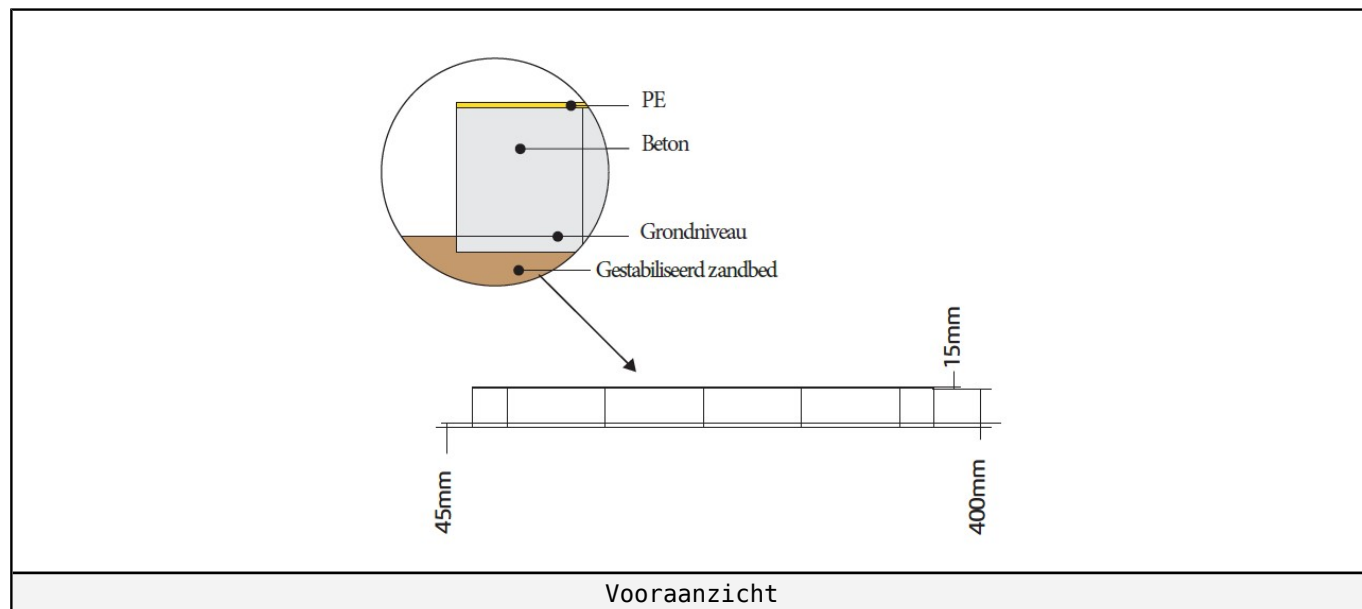 PE
Beton
Grondniveau
Gestabiliseerd zandbed
15mm
45mm
400mm
Vooraanzicht